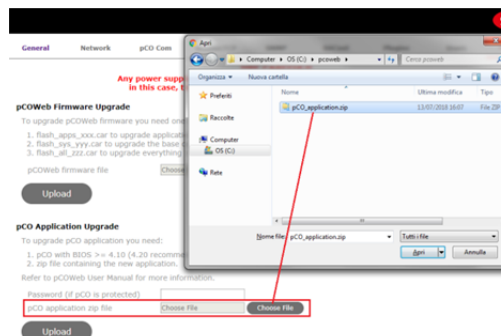 General Network pCO Com
Any power supp
in this case, t
pCOWeb Firmware Upgrade
To upgrade pCOWeb firmware you need one
1. flash_apps_xxx.car to upgrade applicate
2. flash_sys_yyy.car to upgrade the base
3. flash_all_zzz.car to upgrade everything
pCOWeb firmware file Choose
Upload
pCO Application Upgrade
To upgrade pCO application you need:
1. pCO with BIOS >= 4.10 (4.20 recomme
2. zip file containing the new application.
Refer to pCOWeb User Manual for more information.
Password (if pCO is protected)
pCO application zip file Choose File Choose File
Upload
Apri
Computer OS (C:) pcoweb Cerca pcoweb
Organizza Nuova cartella
Preferiti
Raccolte
Computer
OS (C:)
Rete
Nome Ultima modifica Tipo
pCO_application.zip 13/07/2018 16:07 File ZIP
Nome file: pCO_application.zip Tutti i file
Apri Annulla